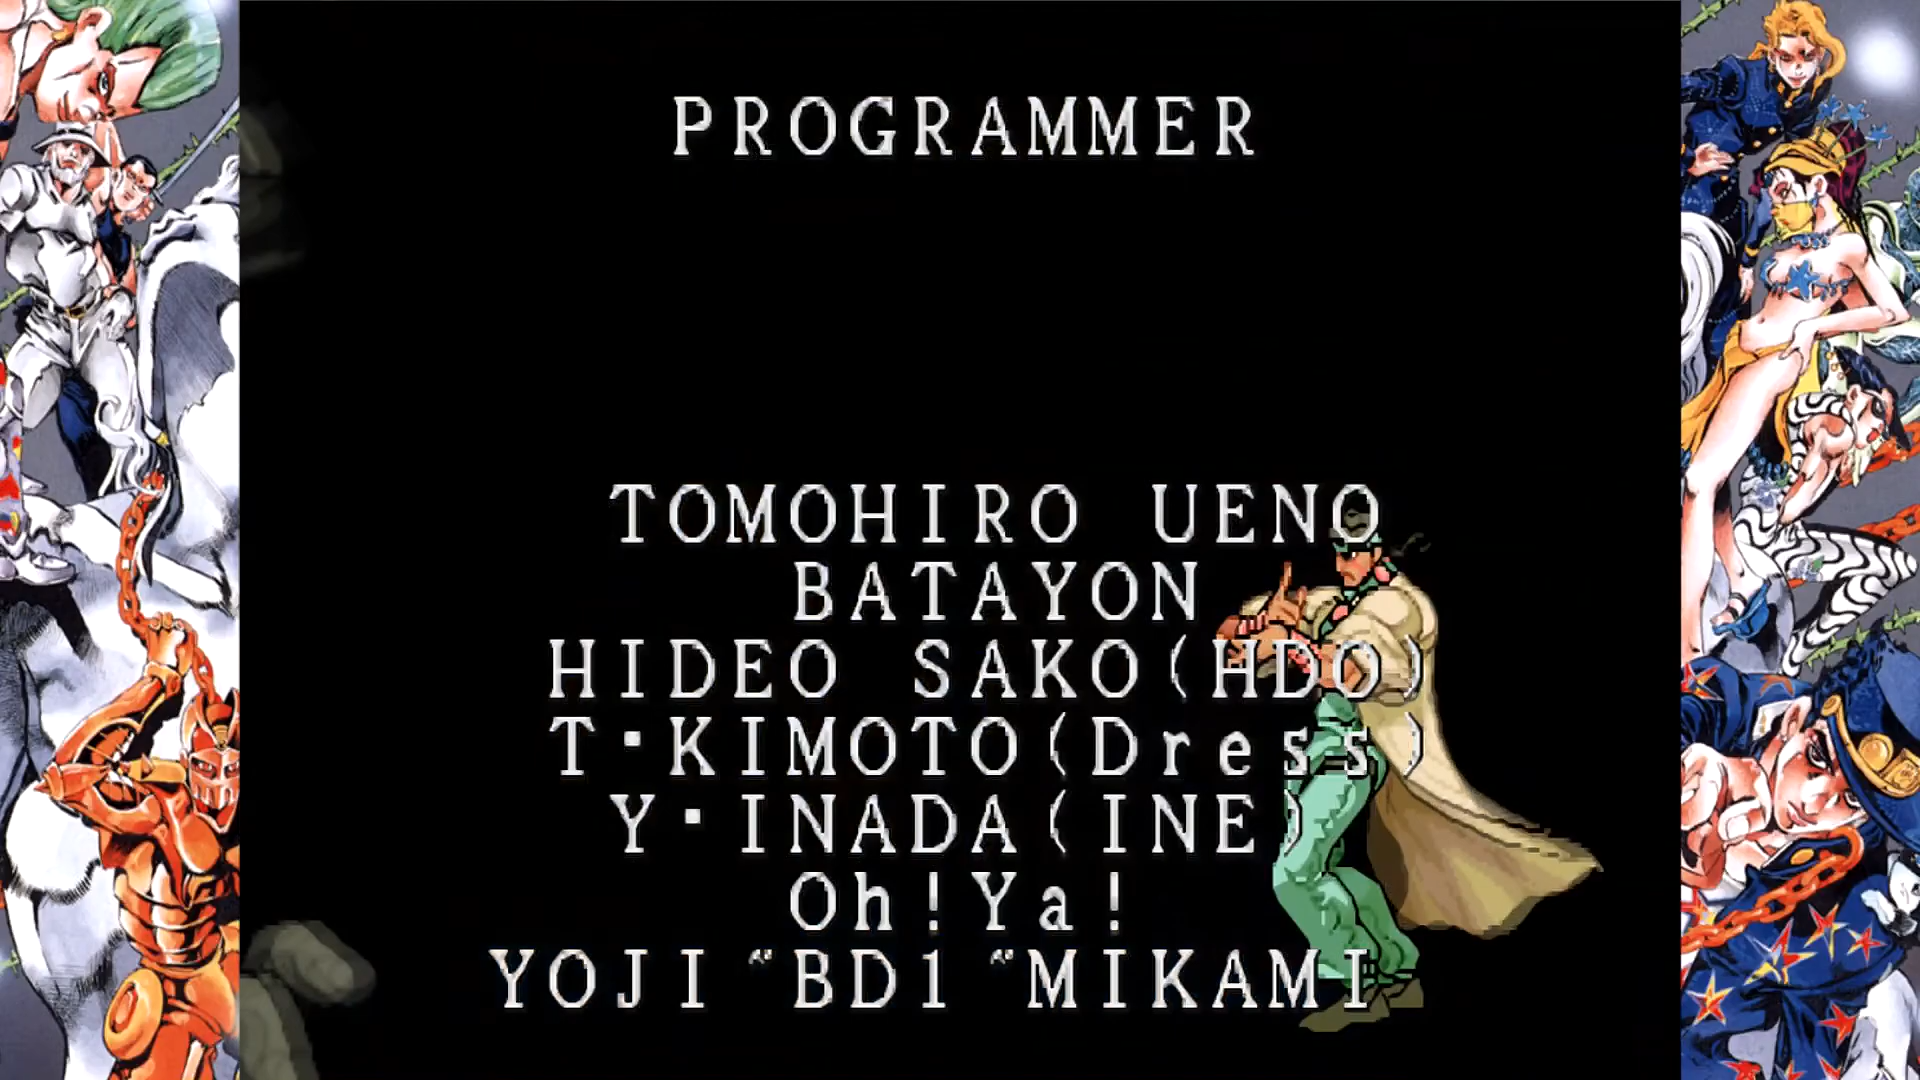 PROGRAMMER
TOMOHIRO UENO
BATAYON
HIDEO SAKO(HDO)
T・KIMOTO(Dress)
Y・INADA(INE)
Oh!Ya!
YOJI “BD1“MIKAMI